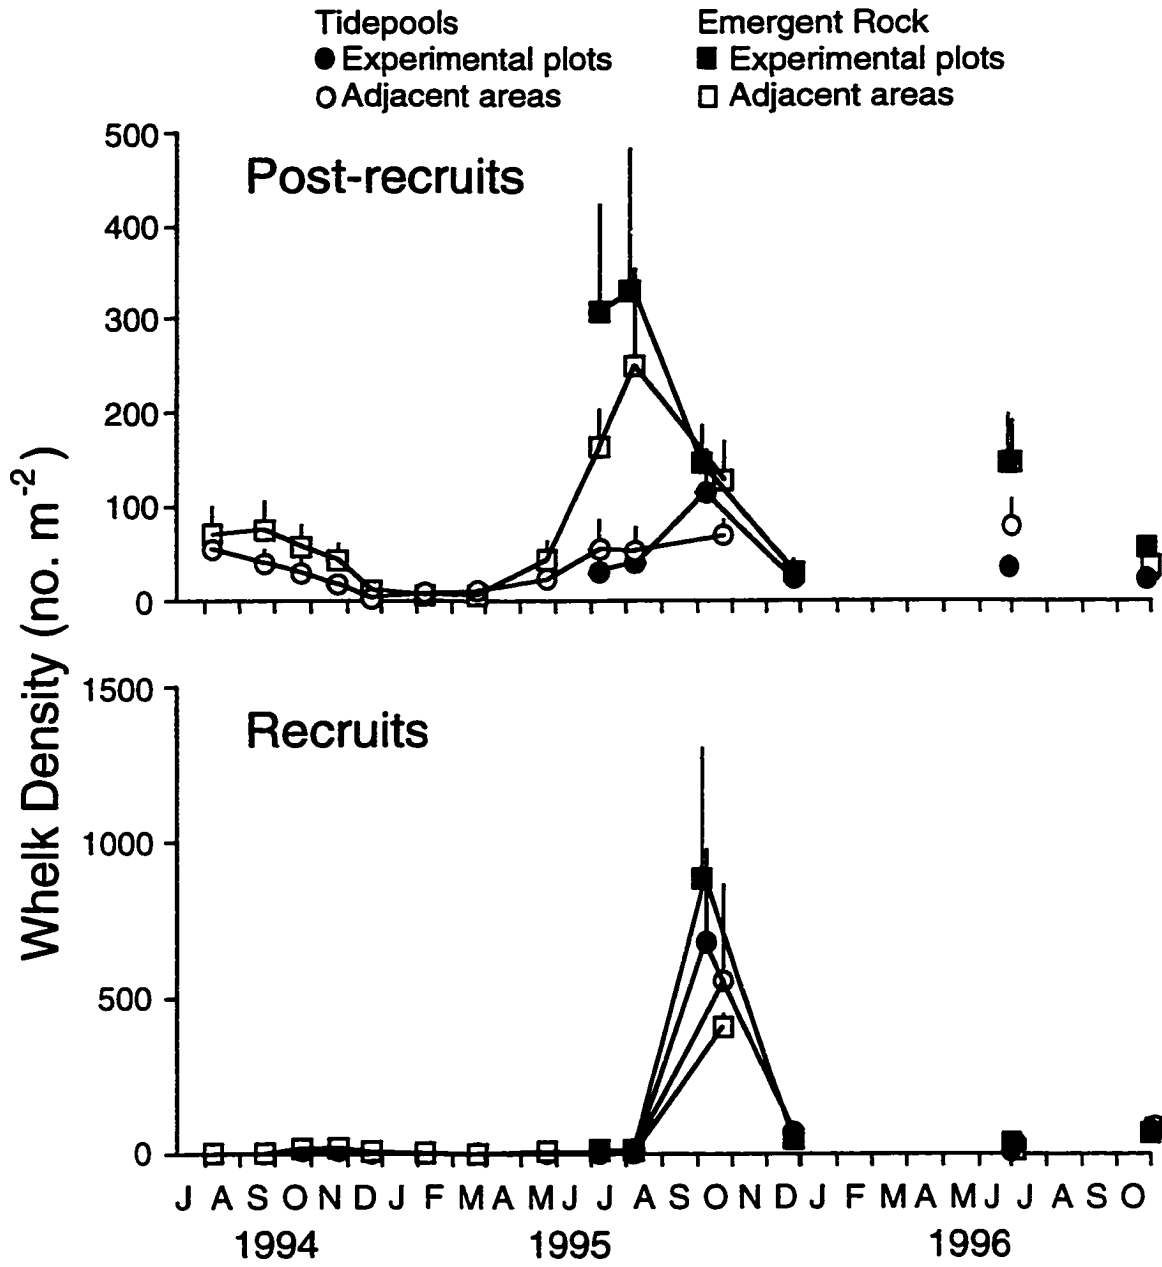 Tidepools Emergent Rock
Experimental plots Experimental plots
Adjacent areas Adjacent areas
Whelk Density (no. m⁻²)
Post-recruits
500
400
300
200
100
0
Recruits
1500
1000
500
0
J A S O N D J F M A M J J A S O N D J F M A M J J A S O
1994 1995 1996